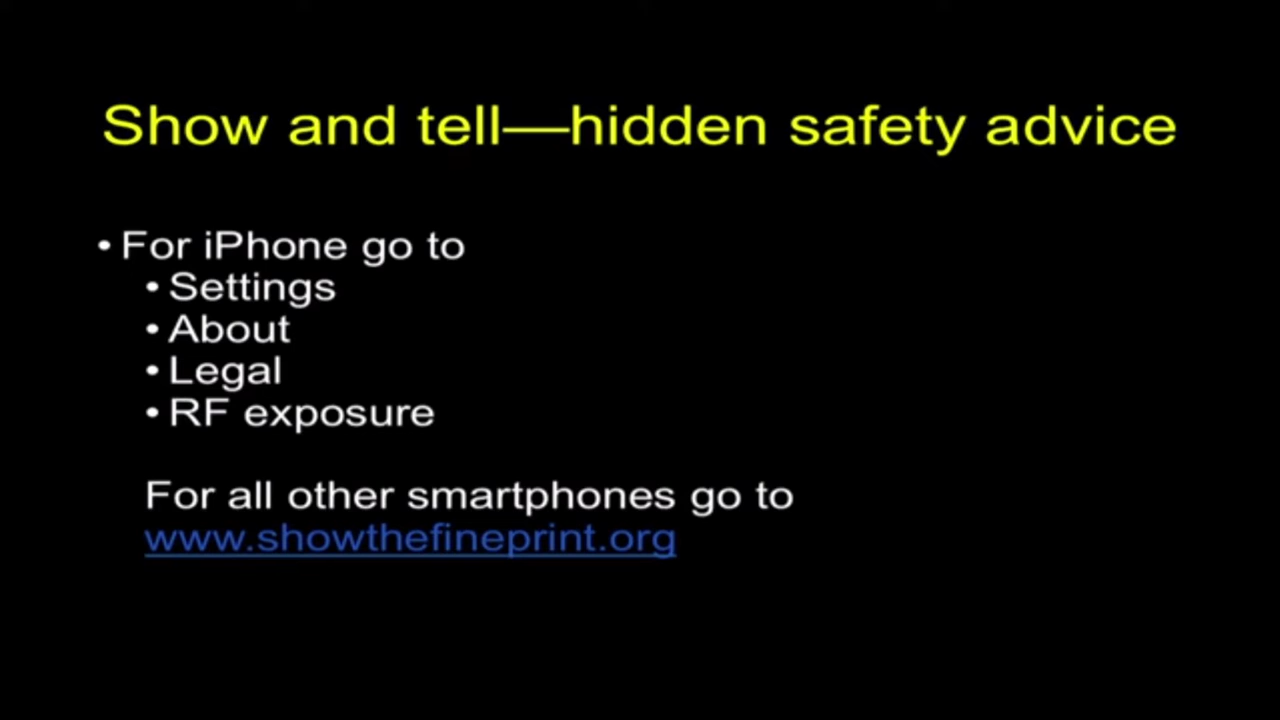 Show and tell—hidden safety advice
• For iPhone go to
• Settings
• About
• Legal
• RF exposure
For all other smartphones go to
www.showthefineprint.org